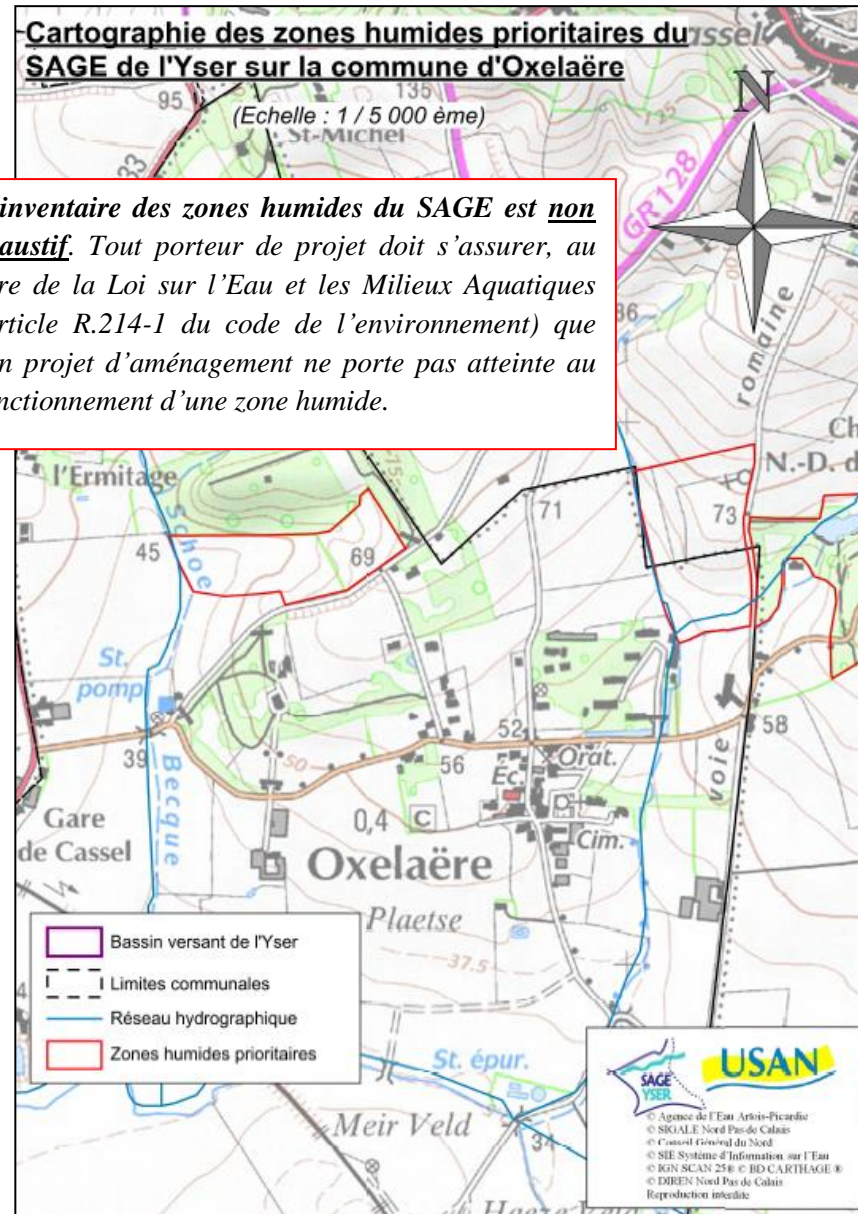 Cartographie des zones humides prioritaires du
SAGE de l'Yser sur la commune d'Oxelaëre
(Echelle : 1 / 5 000 ème)
assel
N
95
135
St-Michel
33
GR128
inventaire des zones humides du SAGE est non
austif. Tout porteur de projet doit s’assurer, au
re de la Loi sur l’Eau et les Milieux Aquatiques
rticle R.214-1 du code de l’environnement) que
n projet d’aménagement ne porte pas atteinte au
nctionnement d’une zone humide.
romaine
Ch
N.-D. d
l'Ermitage
Schoe
45
69
71
73
St.
pomp
39
Becque
50
56
52
Orat.
Ec.
58
voie
Gare
de Cassel
0,4
C
Cim.
Oxelaëre
Plaetse
37.5
Bassin versant de l'Yser
Limites communales
Réseau hydrographique
Zones humides prioritaires
St. épur.
Meir Veld
34
Haeze Veld
SAGE
YSER
USAN
© Agence de l'Eau Artois-Picardie
© SIGALE Nord Pas de Calais
© Conseil Général du Nord
© SIE Système d'Information sur l'Eau
© IGN SCAN 25® © BD CARTHAGE ®
© DIREN Nord Pas de Calais
Reproduction interdite